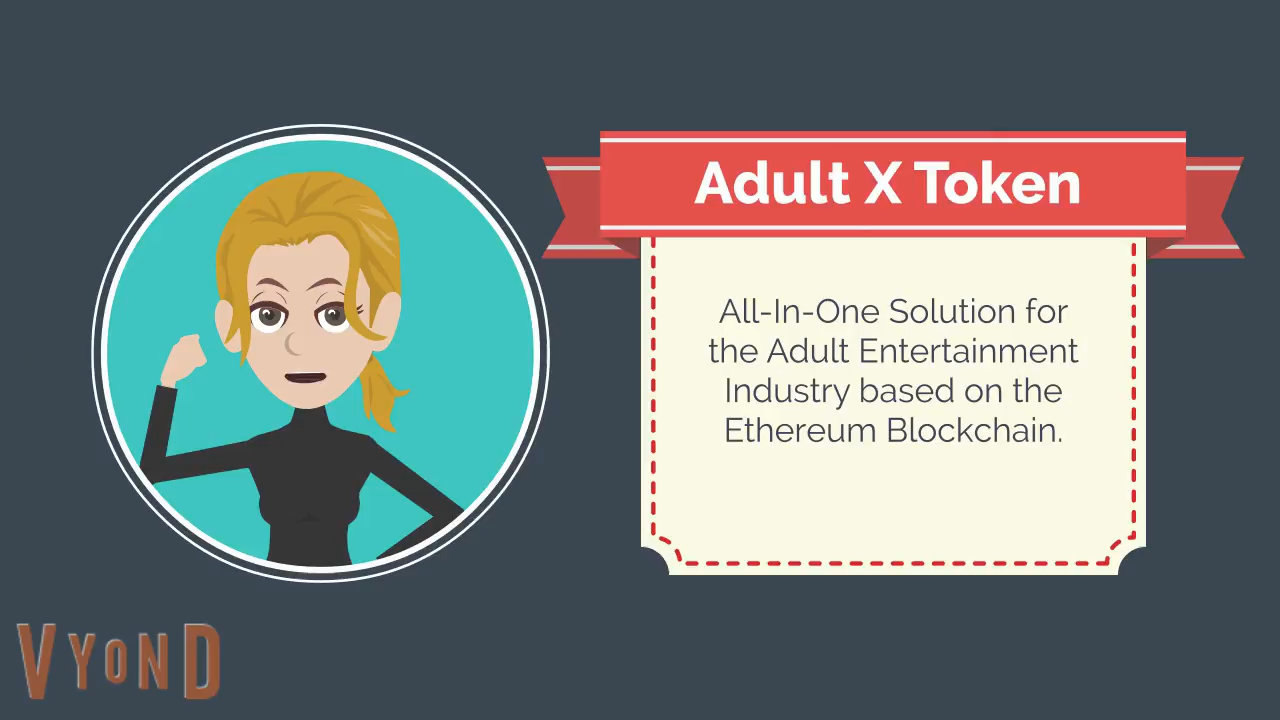 Adult X Token
All-In-One Solution for
the Adult Entertainment
Industry based on the
Ethereum Blockchain.
VYOND